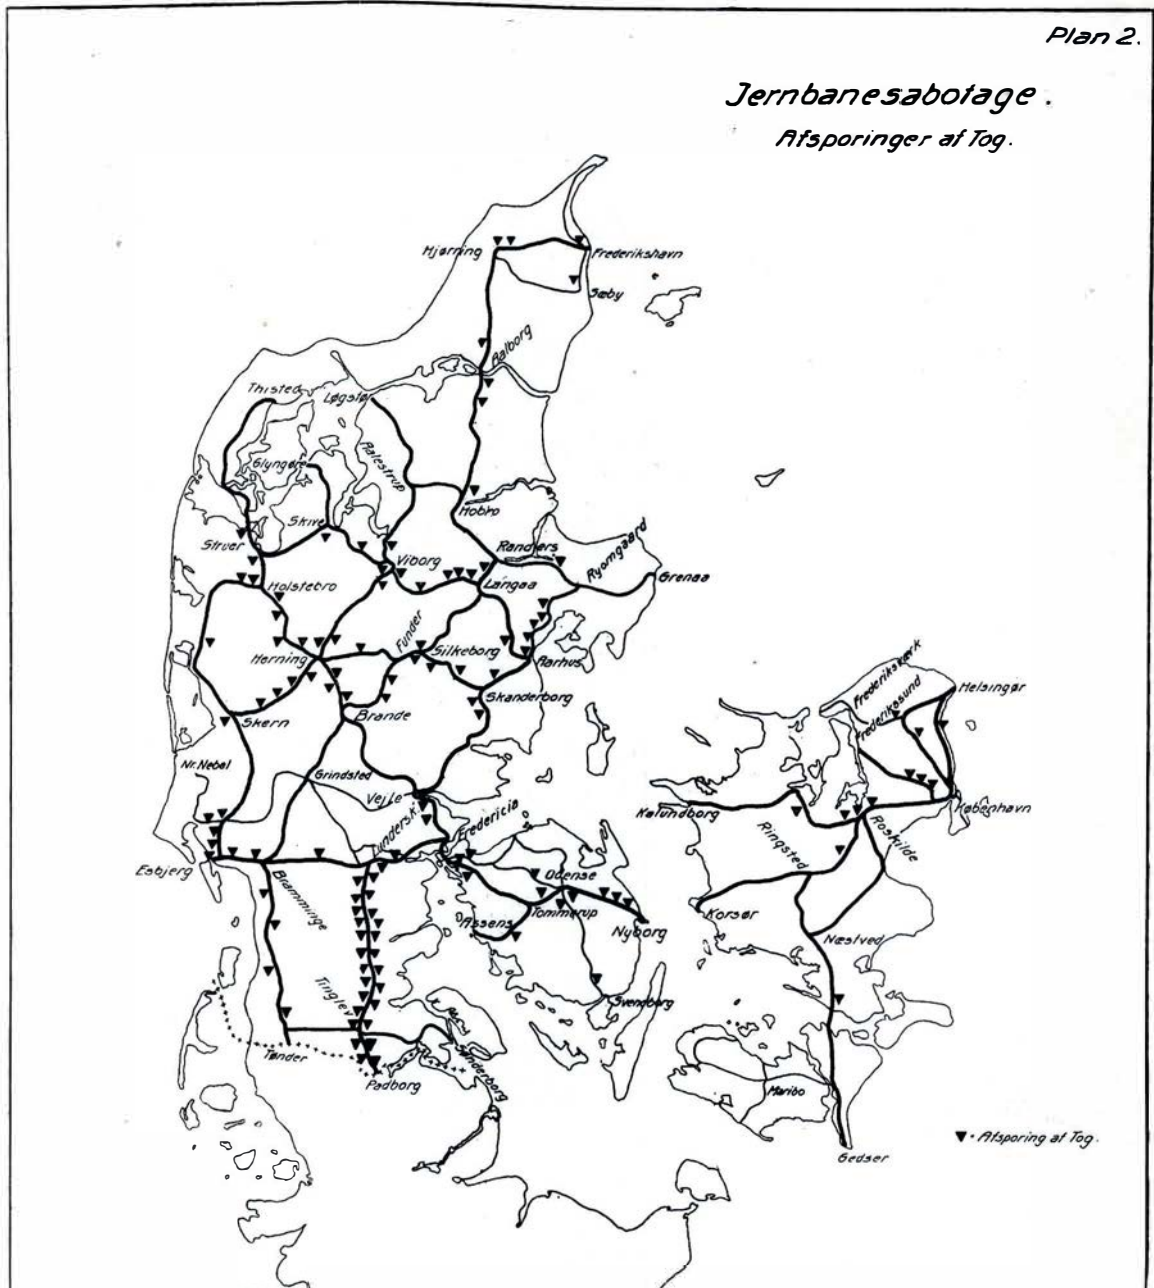 Plan 2.
Jernbanesabotage.
Afsporinger af Tog.
Hjørring
Frederikshavn
Sæby
Aalborg
Thisted
Løgstør
Aalestrup
Glyngøre
Hobro
Skive
Struer
Viborg
Randers
Ryomgaard
Grenaa
Langaa
Holstebro
Funder
Silkeborg
Herning
Aarhus
Skanderborg
Skern
Brande
Nr. Nebel
Grindsted
Vejle
Lundersk.
Fredericia
Esbjerg
Bramminge
Odense
Tommerup
Assens
Nyborg
Tinglev
Svendborg
Tønder
Padborg
Sønderborg
Frederiksværk
Frederikssund
Helsingør
København
Kalundborg
Ringsted
Roskilde
Korsør
Næstved
Maribo
Gedser
▼ - Afsporing af Tog.